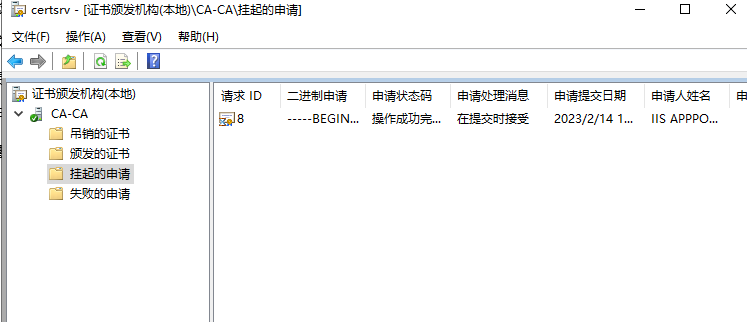 certsrv - [证书颁发机构(本地)\CA-CA\挂起的申请]
文件(F) 操作(A) 查看(V) 帮助(H)
证书颁发机构(本地)
CA-CA
吊销的证书
颁发的证书
挂起的申请
失败的申请
请求 ID 二进制申请 申请状态码 申请处理消息 申请提交日期 申请人姓名 申
8 -----BEGIN... 操作成功完... 在提交时接受 2023/2/14 1... IIS APPPO...